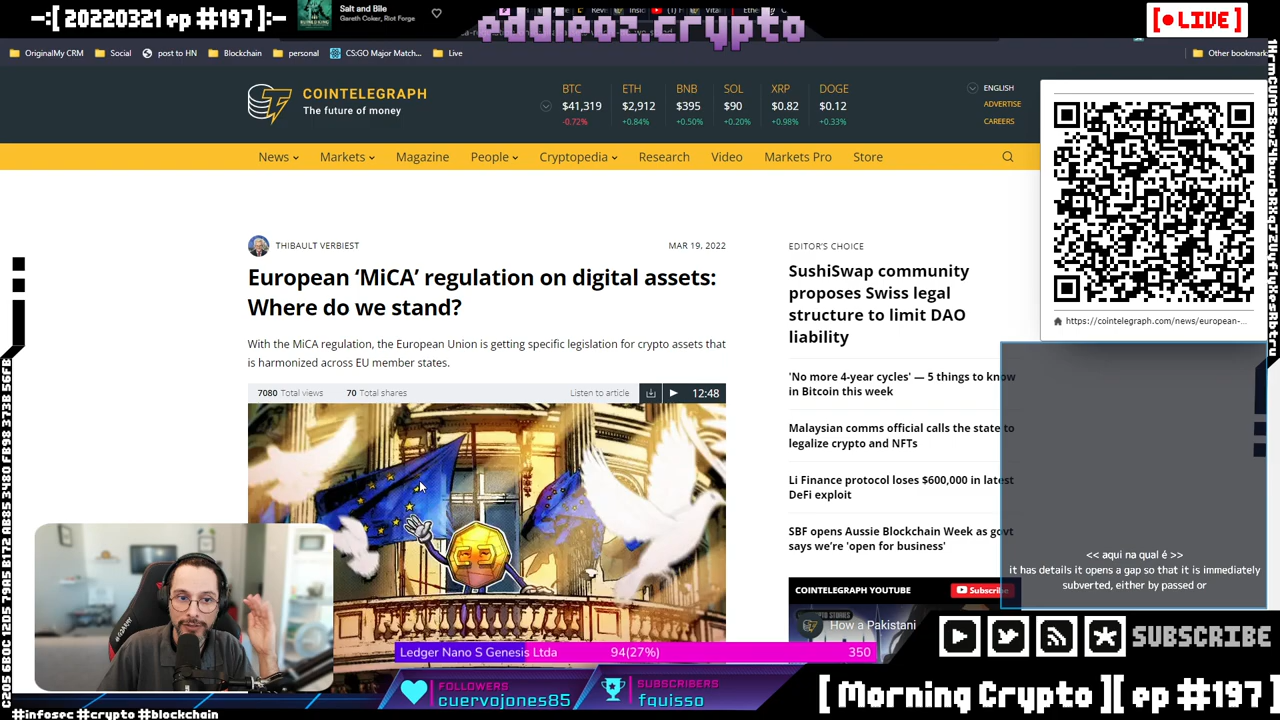 —:[ 20220321 ep #197 ]:—
Salt and Bile
Gareth Coker, Riot Forge
eddieoz.crypto
[● LIVE]
OriginalMy CRM
Social
post to HN
Blockchain
personal
CS:GO Major Match...
Live
Other bookmark
COINTELEGRAPH
The future of money
BTC ETH BNB SOL XRP DOGE
$41,319 $2,912 $395 $90 $0.82 $0.12
-0.72% +0.84% +0.50% +0.20% +0.98% +0.33%
ENGLISH
ADVERTISE
CAREERS
News Markets Magazine People Cryptopedia Research Video Markets Pro Store
THIBAULT VERBIEST
MAR 19, 2022
European ‘MiCA’ regulation on digital assets:
Where do we stand?
With the MiCA regulation, the European Union is getting specific legislation for crypto assets that
is harmonized across EU member states.
7080 Total views 70 Total shares Listen to article 12:48
EDITOR’S CHOICE
SushiSwap community
proposes Swiss legal
structure to limit DAO
liability
'No more 4-year cycles' — 5 things to know
in Bitcoin this week
Malaysian comms official calls the state to
legalize crypto and NFTs
Li Finance protocol loses $600,000 in latest
DeFi exploit
SBF opens Aussie Blockchain Week as govt
says we're 'open for business'
COINTELEGRAPH YOUTUBE
Subscribe
How a Pakistani
https://cointelegraph.com/news/european-...
<< aqui na qual é >>
it has details it opens a gap so that it is immediately
subverted, either by passed or
Ledger Nano S Genesis Ltda 94(27%) 350
FOLLOWERS
cuervojones85
SUBSCRIBERS
fguisso
SUBSCRIBE
[ Morning Crypto ][ ep #197 ]
#infosec #crypto #blockchain